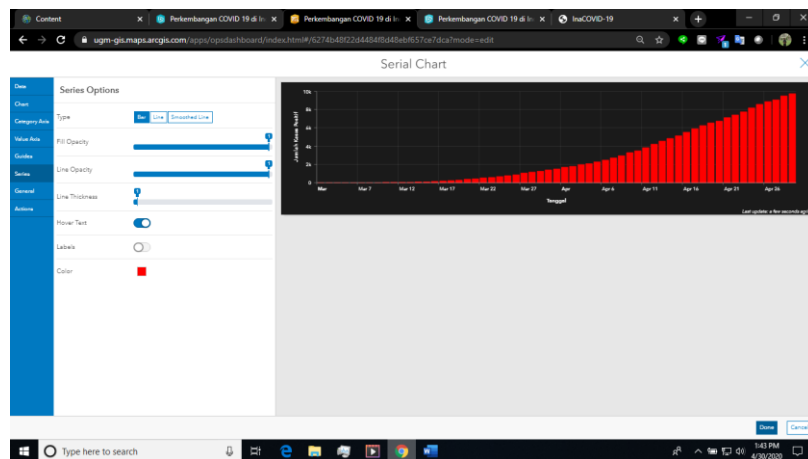 Content
Perkembangan COVID 19 di In
Perkembangan COVID 19 di In
Perkembangan COVID 19 di In
InaCOVID-19
ugm-gis.maps.arcgis.com/apps/opsdashboard/index.html#/6274b48f22d4484f8d48ebf657ce7dca?mode=edit
Serial Chart
Data
Chart
Category Axis
Value Axis
Guides
Series
General
Actions
Series Options
Type
Bar Line Smoothed Line
Fill Opacity
1
Line Opacity
1
Line Thickness
1
Hover Text
Labels
Color
10k
8k
6k
4k
2k
0
Jumlah Kasus Positif
Mar Mar 7 Mar 12 Mar 17 Mar 22 Mar 27 Apr Apr 6 Apr 11 Apr 16 Apr 21 Apr 26
Tanggal
Last update: a few seconds ago
Done
Cancel
Type here to search
1:43 PM
4/30/2020